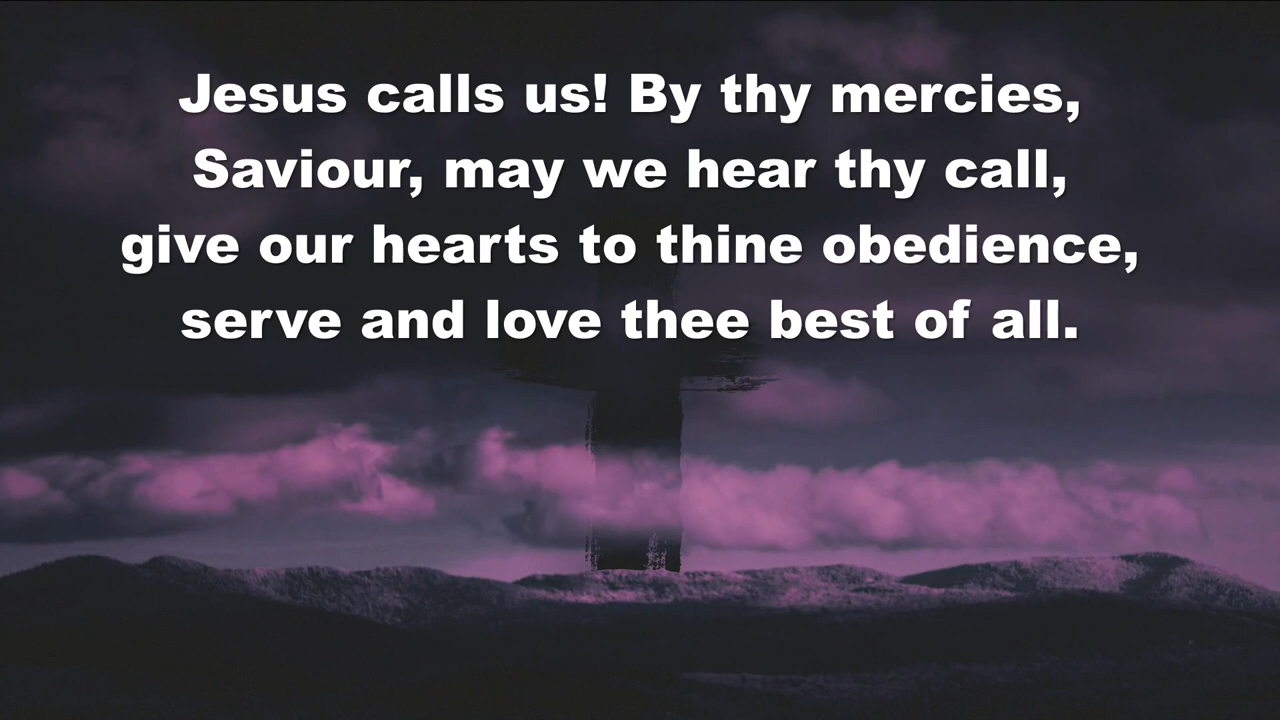 Jesus calls us! By thy mercies,
Saviour, may we hear thy call,
give our hearts to thine obedience,
serve and love thee best of all.